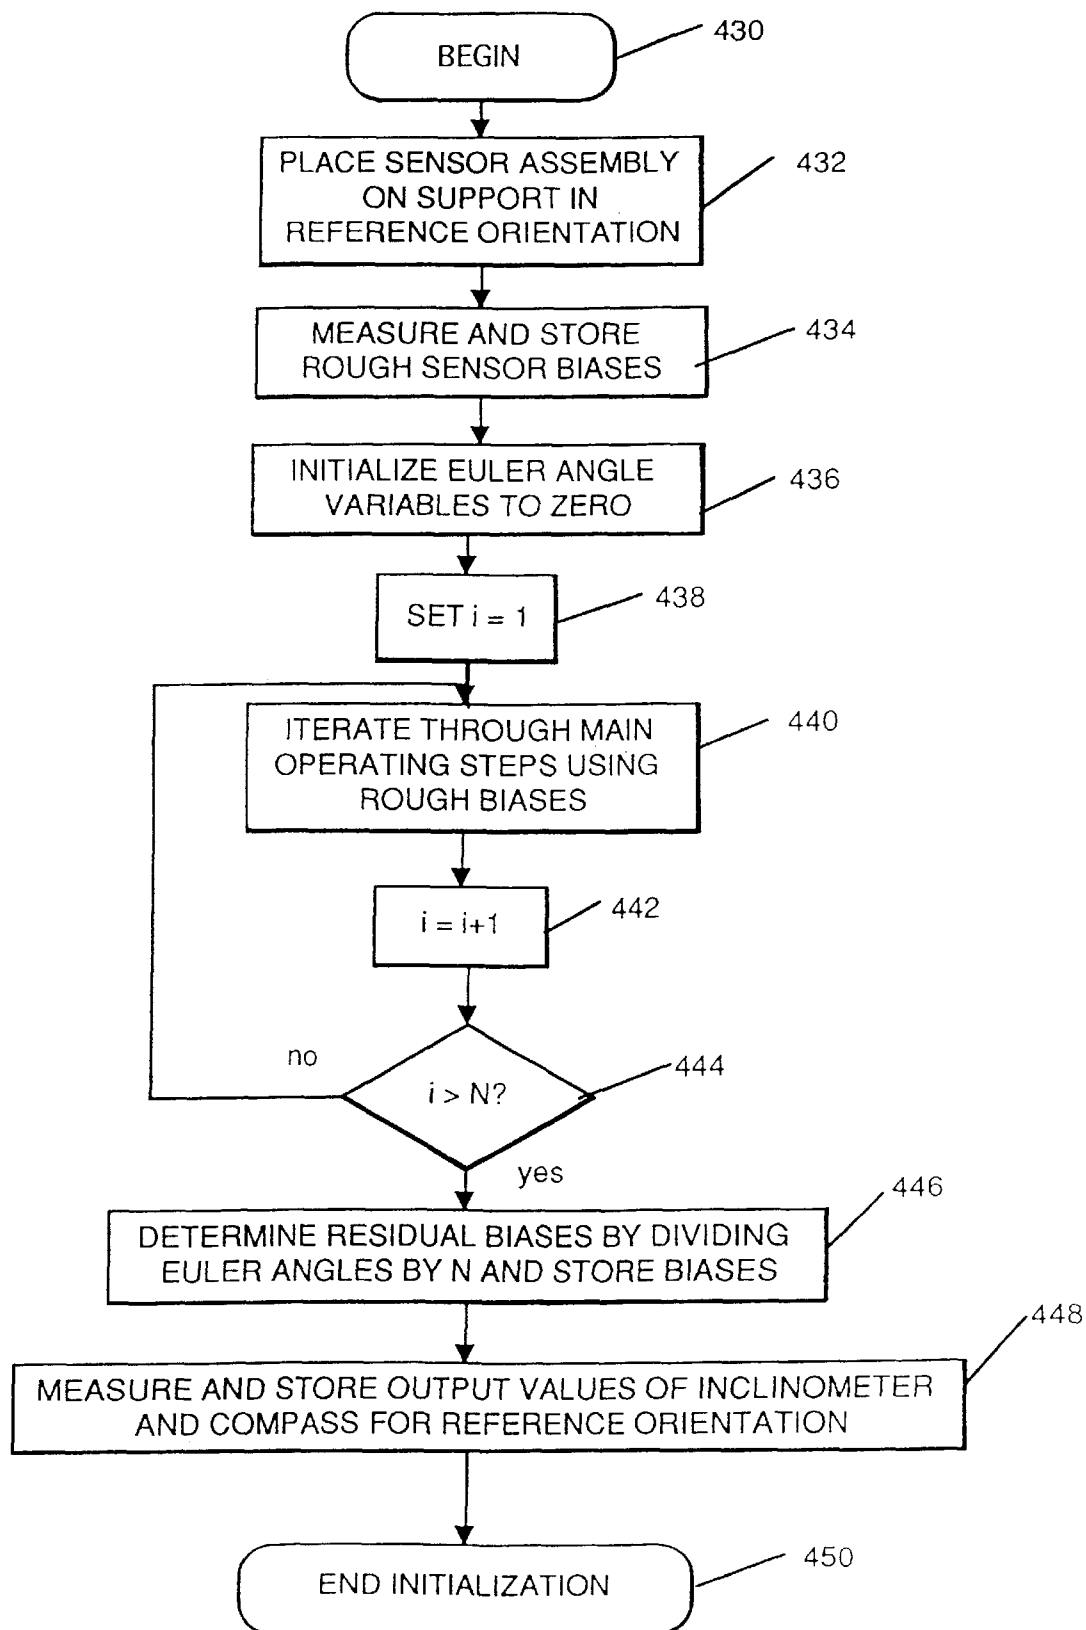 BEGIN
430
PLACE SENSOR ASSEMBLY
ON SUPPORT IN
REFERENCE ORIENTATION
432
MEASURE AND STORE
ROUGH SENSOR BIASES
434
INITIALIZE EULER ANGLE
VARIABLES TO ZERO
436
SET i = 1
438
ITERATE THROUGH MAIN
OPERATING STEPS USING
ROUGH BIASES
440
i = i+1
442
no
i > N?
444
yes
446
DETERMINE RESIDUAL BIASES BY DIVIDING
EULER ANGLES BY N AND STORE BIASES
448
MEASURE AND STORE OUTPUT VALUES OF INCLINOMETER
AND COMPASS FOR REFERENCE ORIENTATION
END INITIALIZATION
450